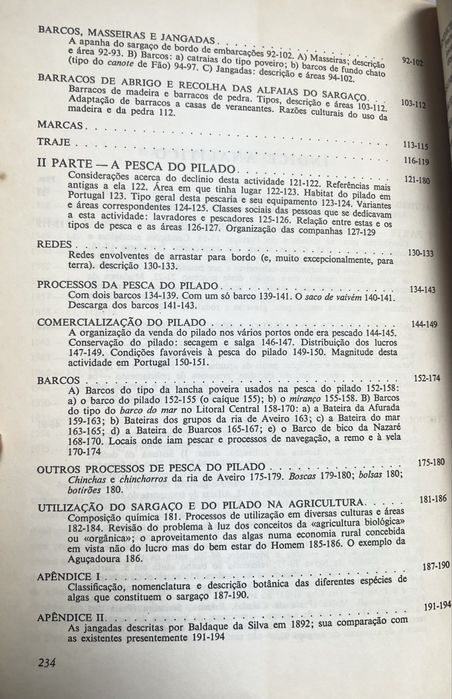 BARCOS, MASSEIRAS E JANGADAS . . . . . . . . . . . . . . . . . . 92-102
A apanha do sargaço de bordo de embarcações 92-102. A) Masseiras; descrição
e área 92-93. B) Barcos: a) catraias do tipo poveiro; b) barcos de fundo chato
(tipo do canote de Fão) 94-97. C) Jangadas: descrição e áreas 94-102.
BARRACOS DE ABRIGO E RECOLHA DAS ALFAIAS DO SARGAÇO . . 103-112
Barracos de madeira e barracos de pedra. Tipos, descrição e áreas 103-112.
Adaptação de barracos a casas de veraneantes. Razões culturais do uso da
madeira e da pedra 112.
MARCAS . . . . . . . . . . . . . . . . . . 113-115
TRAJE . . . . . . . . . . . . . . . . . . 116-119
II PARTE — A PESCA DO PILADO . . . . . . . . . . . . . . . . . . 121-180
Considerações acerca do declínio desta actividade 121-122. Referências mais
antigas a ela 122. Área em que tinha lugar 122-123. Habitat do pilado em
Portugal 123. Tipo geral desta pescaria e seu equipamento 123-124. Variantes
e áreas correspondentes 124-125. Classes sociais das pessoas que se dedicavam
a esta actividade: lavradores e pescadores 125-126. Relação entre estas e os
tipos de pesca e as áreas 126-127. Organização das companhas 127-129
REDES . . . . . . . . . . . . . . . . . . 130-133
Redes envolventes de arrastar para bordo (e, muito excepcionalmente, para
terra). descrição 130-133.
PROCESSOS DA PESCA DO PILADO . . . . . . . . . . . . . . . . . . 134-143
Com dois barcos 134-139. Com um só barco 139-141. O saco de vaivém 140-141.
Descarga dos barcos 141-143.
COMERCIALIZAÇÃO DO PILADO . . . . . . . . . . . . . . . . . . 144-149
A organização da venda do pilado nos vários portos onde era pescado 144-145.
Conservação do pilado: secagem e salga 146-147. Distribuição dos lucros
147-149. Condições favoráveis à pesca do pilado 149-150. Magnitude desta
actividade em Portugal 150-151.
BARCOS . . . . . . . . . . . . . . . . . . 152-174
A) Barcos do tipo da lancha poveira usados na pesca do pilado 152-158:
a) o barco do pilado 152-155 (o caíque 155); b) o miranço 155-158. B) Barcos
do tipo do barco do mar no Litoral Central 158-170: a) a Bateira da Afurada
159-163; b) Bateiras dos grupos da ria de Aveiro 163; c) a Bateira do mar
163-165; d) a Bateira de Buarcos 165-167; e) o Barco de bico da Nazaré
168-170. Locais onde iam pescar e processos de navegação, a remo e à vela
170-174
OUTROS PROCESSOS DE PESCA DO PILADO . . . . . . . . . . . . 175-180
Chinchas e chinchorros da ria de Aveiro 175-179. Boscas 179-180; bolsas 180;
botirões 180.
UTILIZAÇÃO DO SARGAÇO E DO PILADO NA AGRICULTURA. . . . . 181-186
Composição química 181. Processos de utilização em diversas culturas e áreas
182-184. Revisão do problema à luz dos conceitos da «agricultura biológica»
ou «orgânica»; o aproveitamento das algas numa economia rural concebida
em vista não do lucro mas do bem estar do Homem 185-186. O exemplo da
Aguçadoura 186.
APÊNDICE I . . . . . . . . . . . . . . . . . . 187-190
Classificação, nomenclatura e descrição botânica das diferentes espécies de
algas que constituem o sargaço 187-190.
APÊNDICE II . . . . . . . . . . . . . . . . . . 191-194
As jangadas descritas por Baldaque da Silva em 1892; sua comparação com
as existentes presentemente 191-194
234